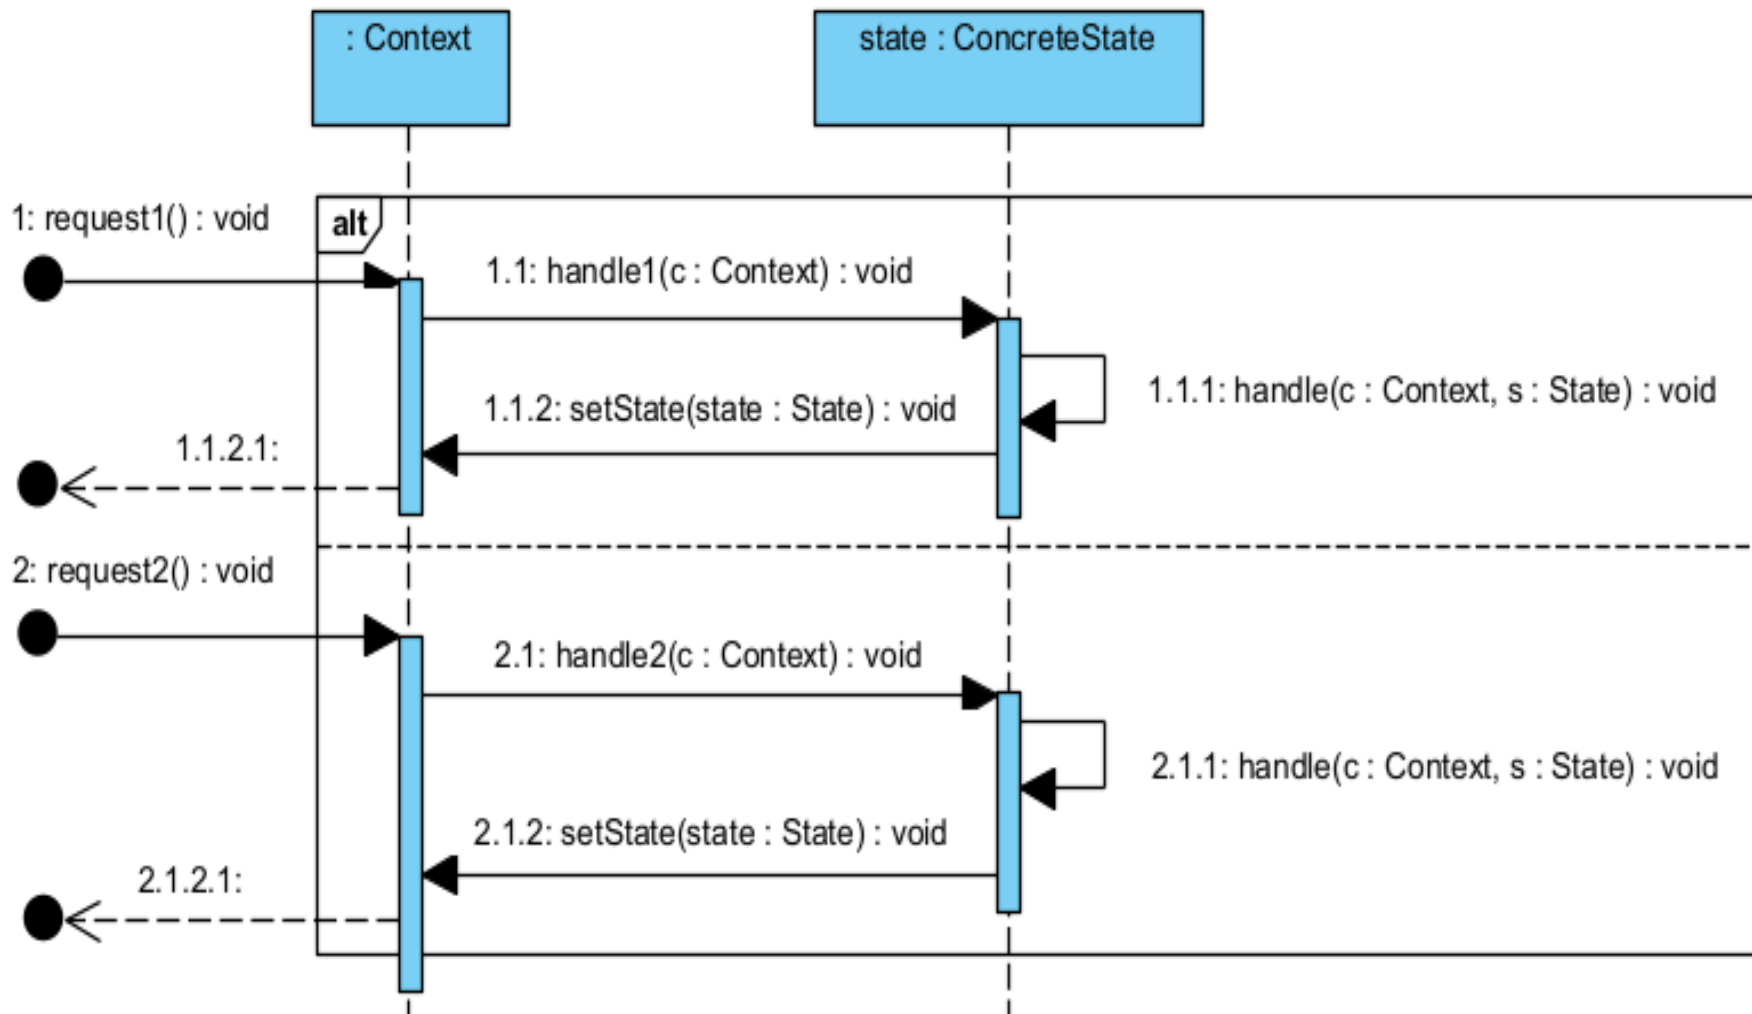 : Context
state : ConcreteState
1: request1() : void
alt
1.1: handle1(c : Context) : void
1.1.1: handle(c : Context, s : State) : void
1.1.2: setState(state : State) : void
1.1.2.1:
2: request2() : void
2.1: handle2(c : Context) : void
2.1.1: handle(c : Context, s : State) : void
2.1.2: setState(state : State) : void
2.1.2.1: